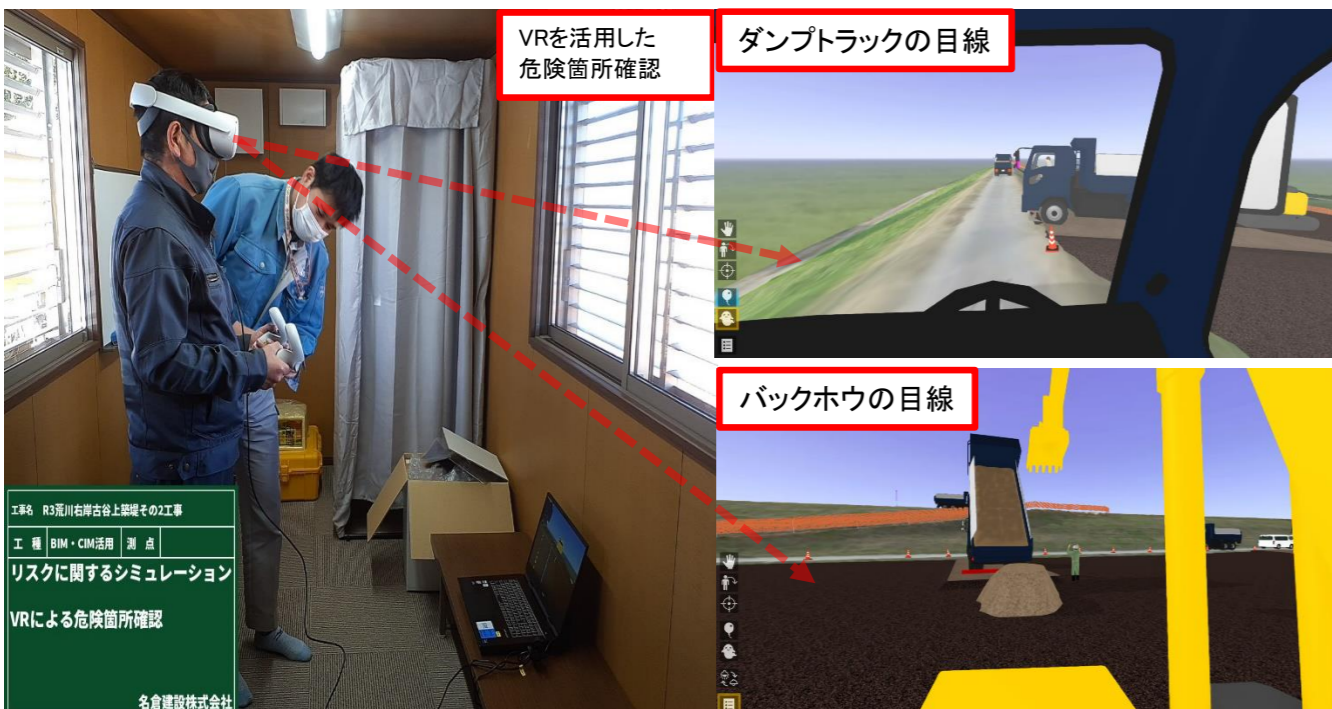 VRを活用した
危険箇所確認
ダンプトラックの目線
バックホウの目線
工事名 R3荒川右岸古谷上築堤その2工事
工 種 BIM・CIM活用 測 点
リスクに関するシミュレーション
VRによる危険箇所確認
名倉建設株式会社